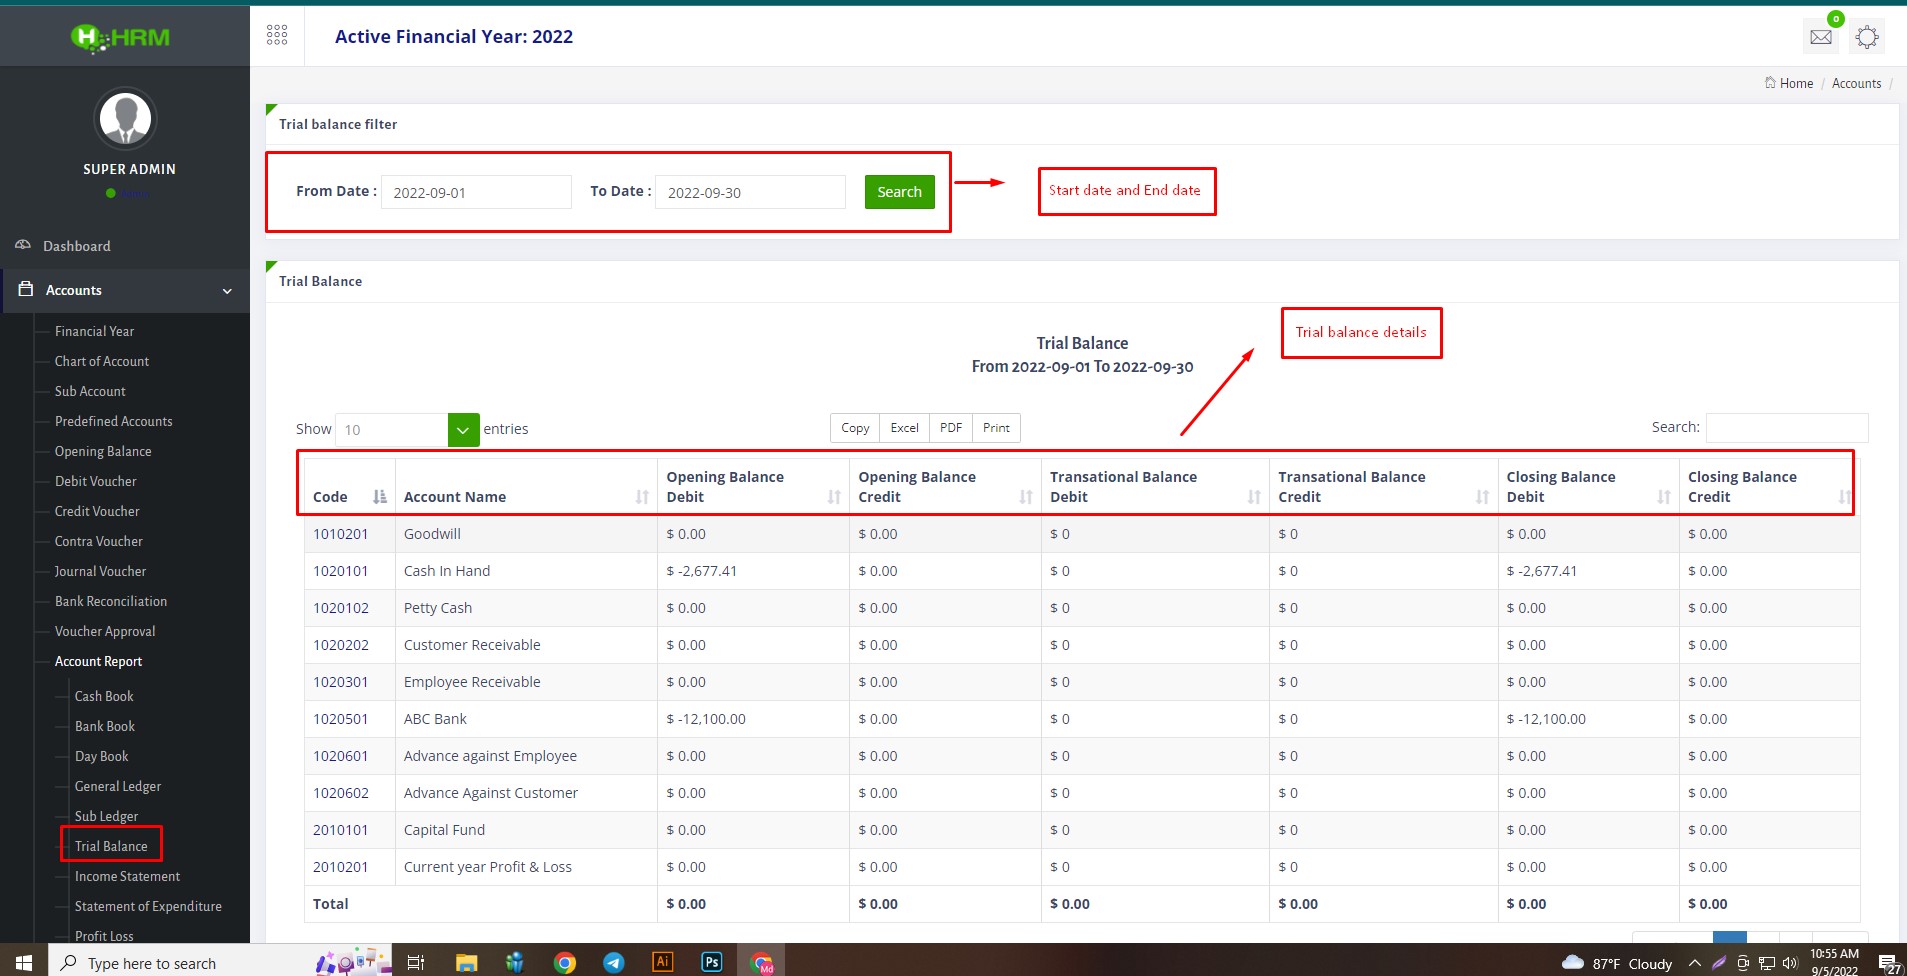 HRM
Active Financial Year: 2022
0
Home / Accounts /
SUPER ADMIN
Dashboard
Accounts
Financial Year
Chart of Account
Sub Account
Predefined Accounts
Opening Balance
Debit Voucher
Credit Voucher
Contra Voucher
Journal Voucher
Bank Reconciliation
Voucher Approval
Account Report
Cash Book
Bank Book
Day Book
General Ledger
Sub Ledger
Trial Balance
Income Statement
Statement of Expenditure
Profit Loss
Trial balance filter
From Date : 2022-09-01 To Date : 2022-09-30 Search
Start date and End date
Trial Balance
Trial balance details
Trial Balance
From 2022-09-01 To 2022-09-30
Show 10 entries Copy Excel PDF Print Search:
Code Account Name Opening Balance Debit Opening Balance Credit Transational Balance Debit Transational Balance Credit Closing Balance Debit Closing Balance Credit
1010201 Goodwill $ 0.00 $ 0.00 $ 0 $ 0 $ 0.00 $ 0.00
1020101 Cash In Hand $ -2,677.41 $ 0.00 $ 0 $ 0 $ -2,677.41 $ 0.00
1020102 Petty Cash $ 0.00 $ 0.00 $ 0 $ 0 $ 0.00 $ 0.00
1020202 Customer Receivable $ 0.00 $ 0.00 $ 0 $ 0 $ 0.00 $ 0.00
1020301 Employee Receivable $ 0.00 $ 0.00 $ 0 $ 0 $ 0.00 $ 0.00
1020501 ABC Bank $ -12,100.00 $ 0.00 $ 0 $ 0 $ -12,100.00 $ 0.00
1020601 Advance against Employee $ 0.00 $ 0.00 $ 0 $ 0 $ 0.00 $ 0.00
1020602 Advance Against Customer $ 0.00 $ 0.00 $ 0 $ 0 $ 0.00 $ 0.00
2010101 Capital Fund $ 0.00 $ 0.00 $ 0 $ 0 $ 0.00 $ 0.00
2010201 Current year Profit & Loss $ 0.00 $ 0.00 $ 0 $ 0 $ 0.00 $ 0.00
Total $ 0.00 $ 0.00 $ 0.00 $ 0.00 $ 0.00 $ 0.00
Type here to search
Ai
Ps
Md
87°F Cloudy
10:55 AM
9/5/2022
27